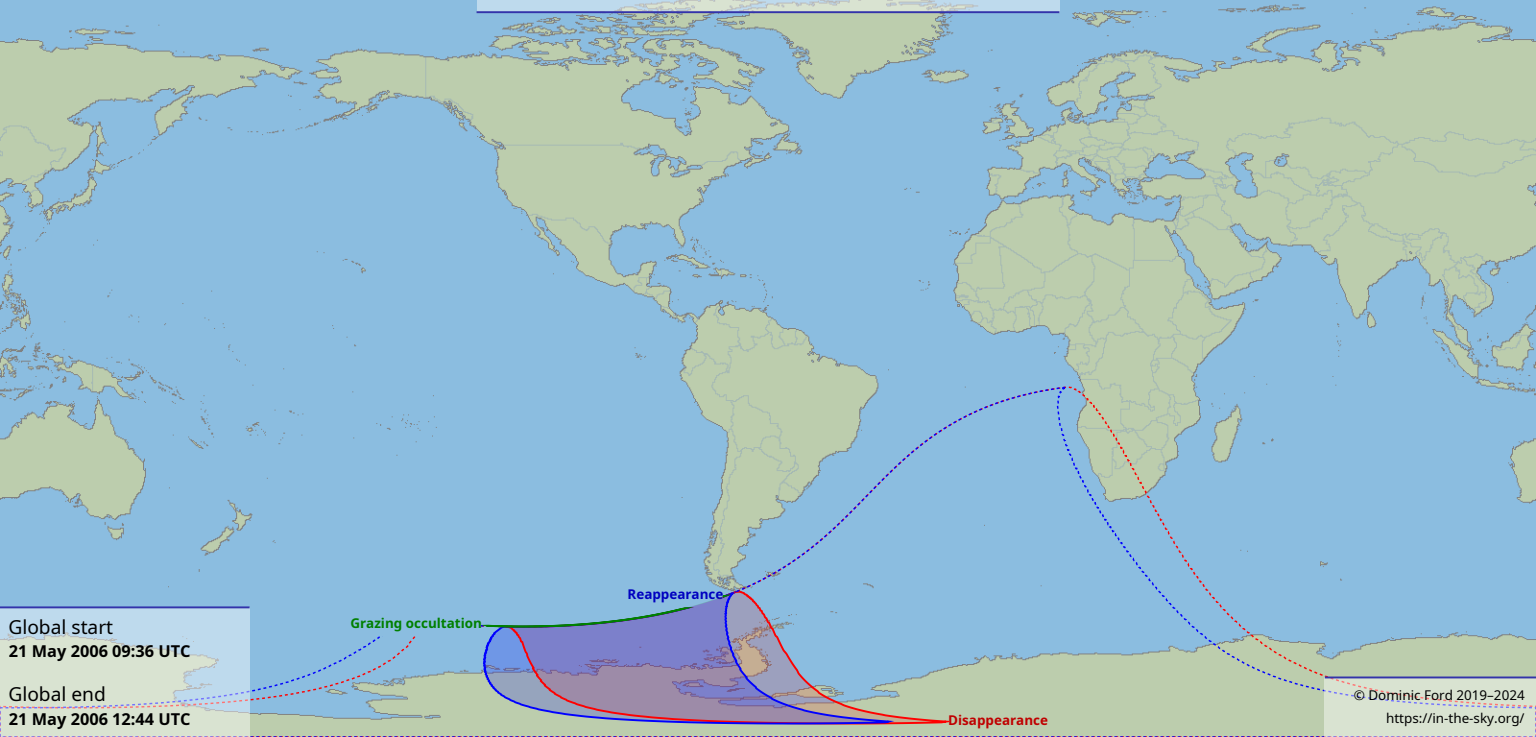 Reappearance
Grazing occultation
Global start
21 May 2006 09:36 UTC
Global end
21 May 2006 12:44 UTC
Disappearance
© Dominic Ford 2019–2024
https://in-the-sky.org/